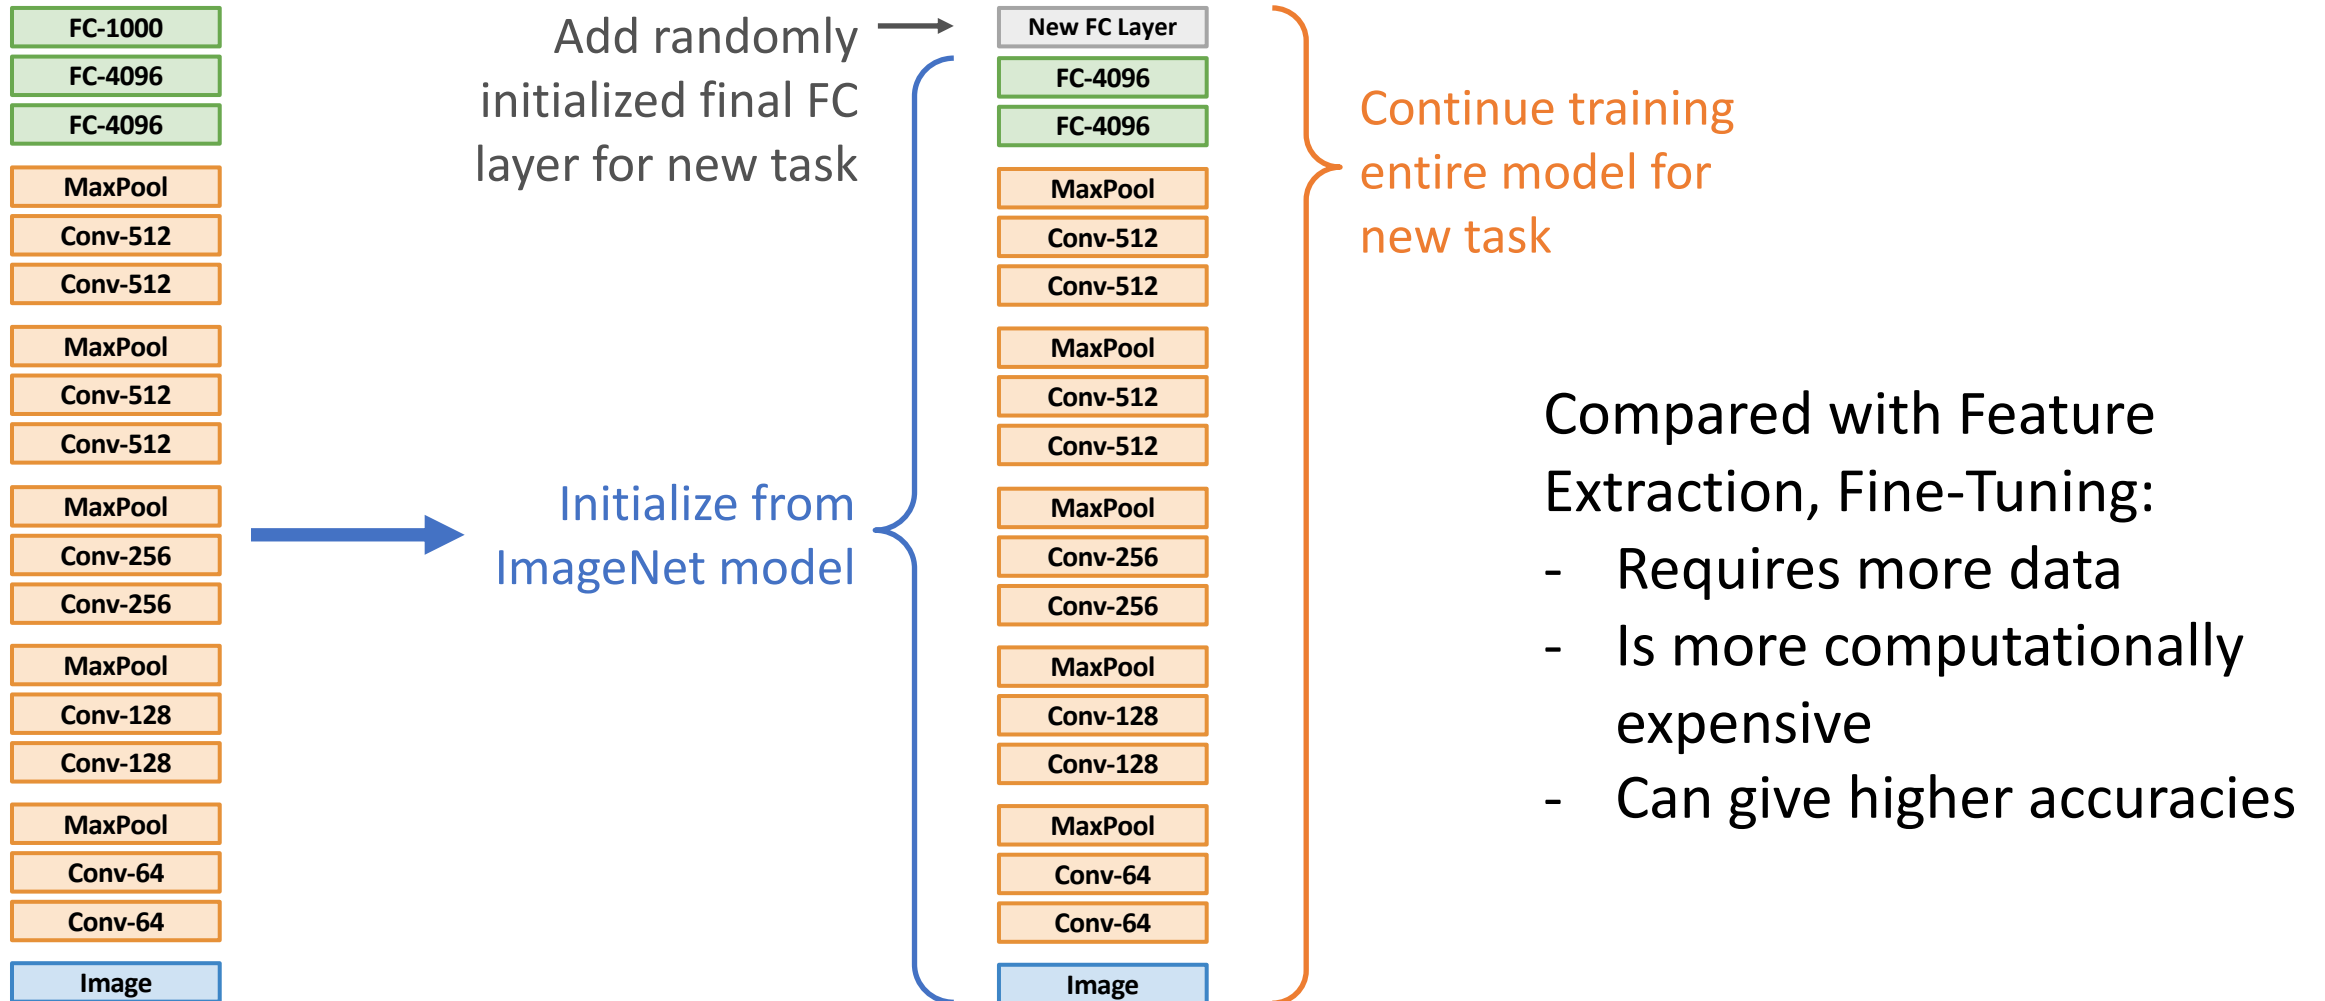 FC-1000
FC-4096
FC-4096
MaxPool
Conv-512
Conv-512
MaxPool
Conv-512
Conv-512
MaxPool
Conv-256
Conv-256
MaxPool
Conv-128
Conv-128
MaxPool
Conv-64
Conv-64
Image
Add randomly
initialized final FC
layer for new task
Initialize from
ImageNet model
New FC Layer
FC-4096
FC-4096
MaxPool
Conv-512
Conv-512
MaxPool
Conv-512
Conv-512
MaxPool
Conv-256
Conv-256
MaxPool
Conv-128
Conv-128
MaxPool
Conv-64
Conv-64
Image
Continue training
entire model for
new task
Compared with Feature
Extraction, Fine-Tuning:
- Requires more data
- Is more computationally
expensive
- Can give higher accuracies